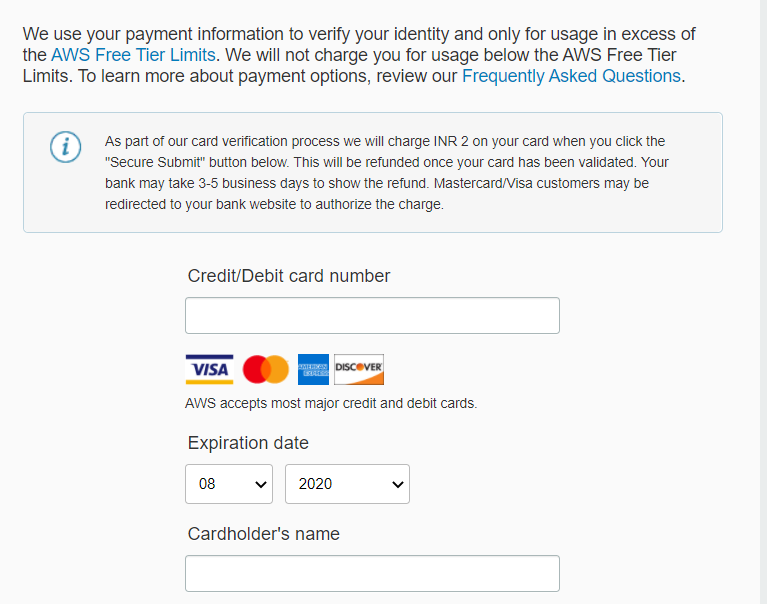 We use your payment information to verify your identity and only for usage in excess of
the AWS Free Tier Limits. We will not charge you for usage below the AWS Free Tier
Limits. To learn more about payment options, review our Frequently Asked Questions.
i
As part of our card verification process we will charge INR 2 on your card when you click the
"Secure Submit" button below. This will be refunded once your card has been validated. Your
bank may take 3-5 business days to show the refund. Mastercard/Visa customers may be
redirected to your bank website to authorize the charge.
Credit/Debit card number
VISA AMERICAN EXPRESS DISCOVER
AWS accepts most major credit and debit cards.
Expiration date
08 2020
Cardholder's name